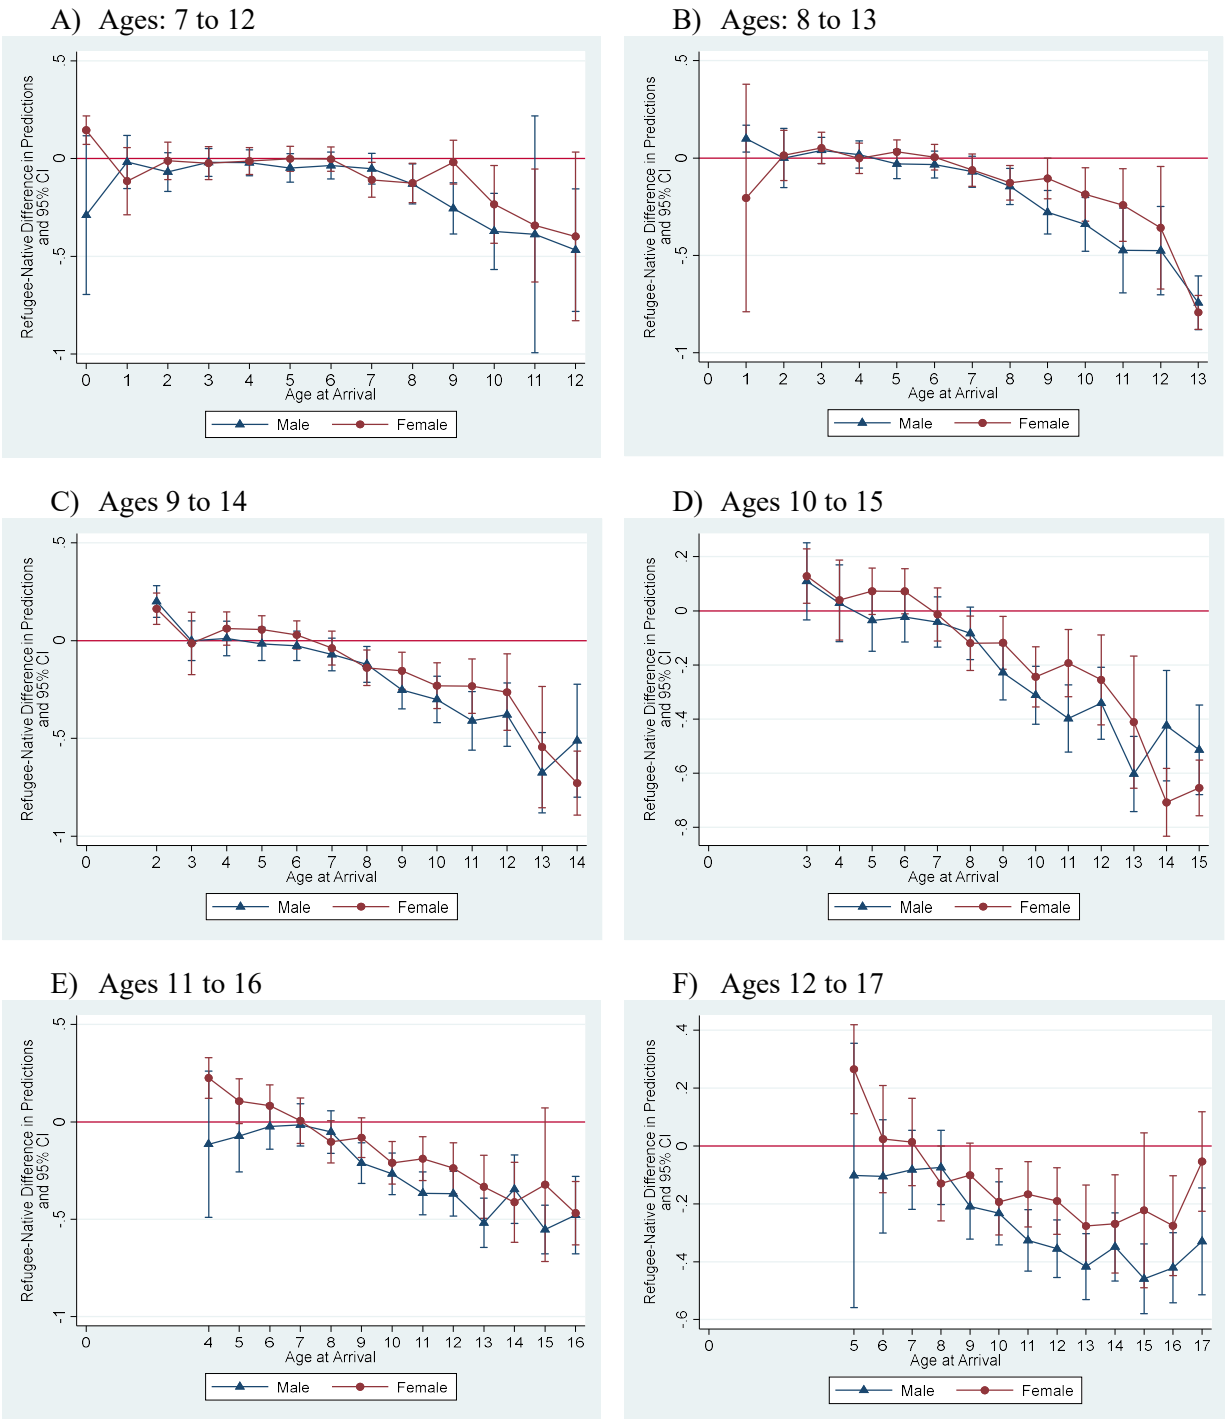 A) Ages: 7 to 12
B) Ages: 8 to 13
Refugee-Native Difference in Predictions
and 95% CI
.5
0
-.5
-1
0 1 2 3 4 5 6 7 8 9 10 11 12
Age at Arrival
Male Female
Refugee-Native Difference in Predictions
and 95% CI
.5
0
-.5
-1
0 1 2 3 4 5 6 7 8 9 10 11 12 13
Age at Arrival
Male Female
C) Ages 9 to 14
D) Ages 10 to 15
Refugee-Native Difference in Predictions
and 95% CI
.5
0
-.5
-1
0 2 3 4 5 6 7 8 9 10 11 12 13 14
Age at Arrival
Male Female
Refugee-Native Difference in Predictions
and 95% CI
.2
0
-.2
-.4
-.6
-.8
0 3 4 5 6 7 8 9 10 11 12 13 14 15
Age at Arrival
Male Female
E) Ages 11 to 16
F) Ages 12 to 17
Refugee-Native Difference in Predictions
and 95% CI
.5
0
-.5
-1
0 4 5 6 7 8 9 10 11 12 13 14 15 16
Age at Arrival
Male Female
Refugee-Native Difference in Predictions
and 95% CI
.4
.2
0
-.2
-.4
-.6
0 5 6 7 8 9 10 11 12 13 14 15 16 17
Age at Arrival
Male Female